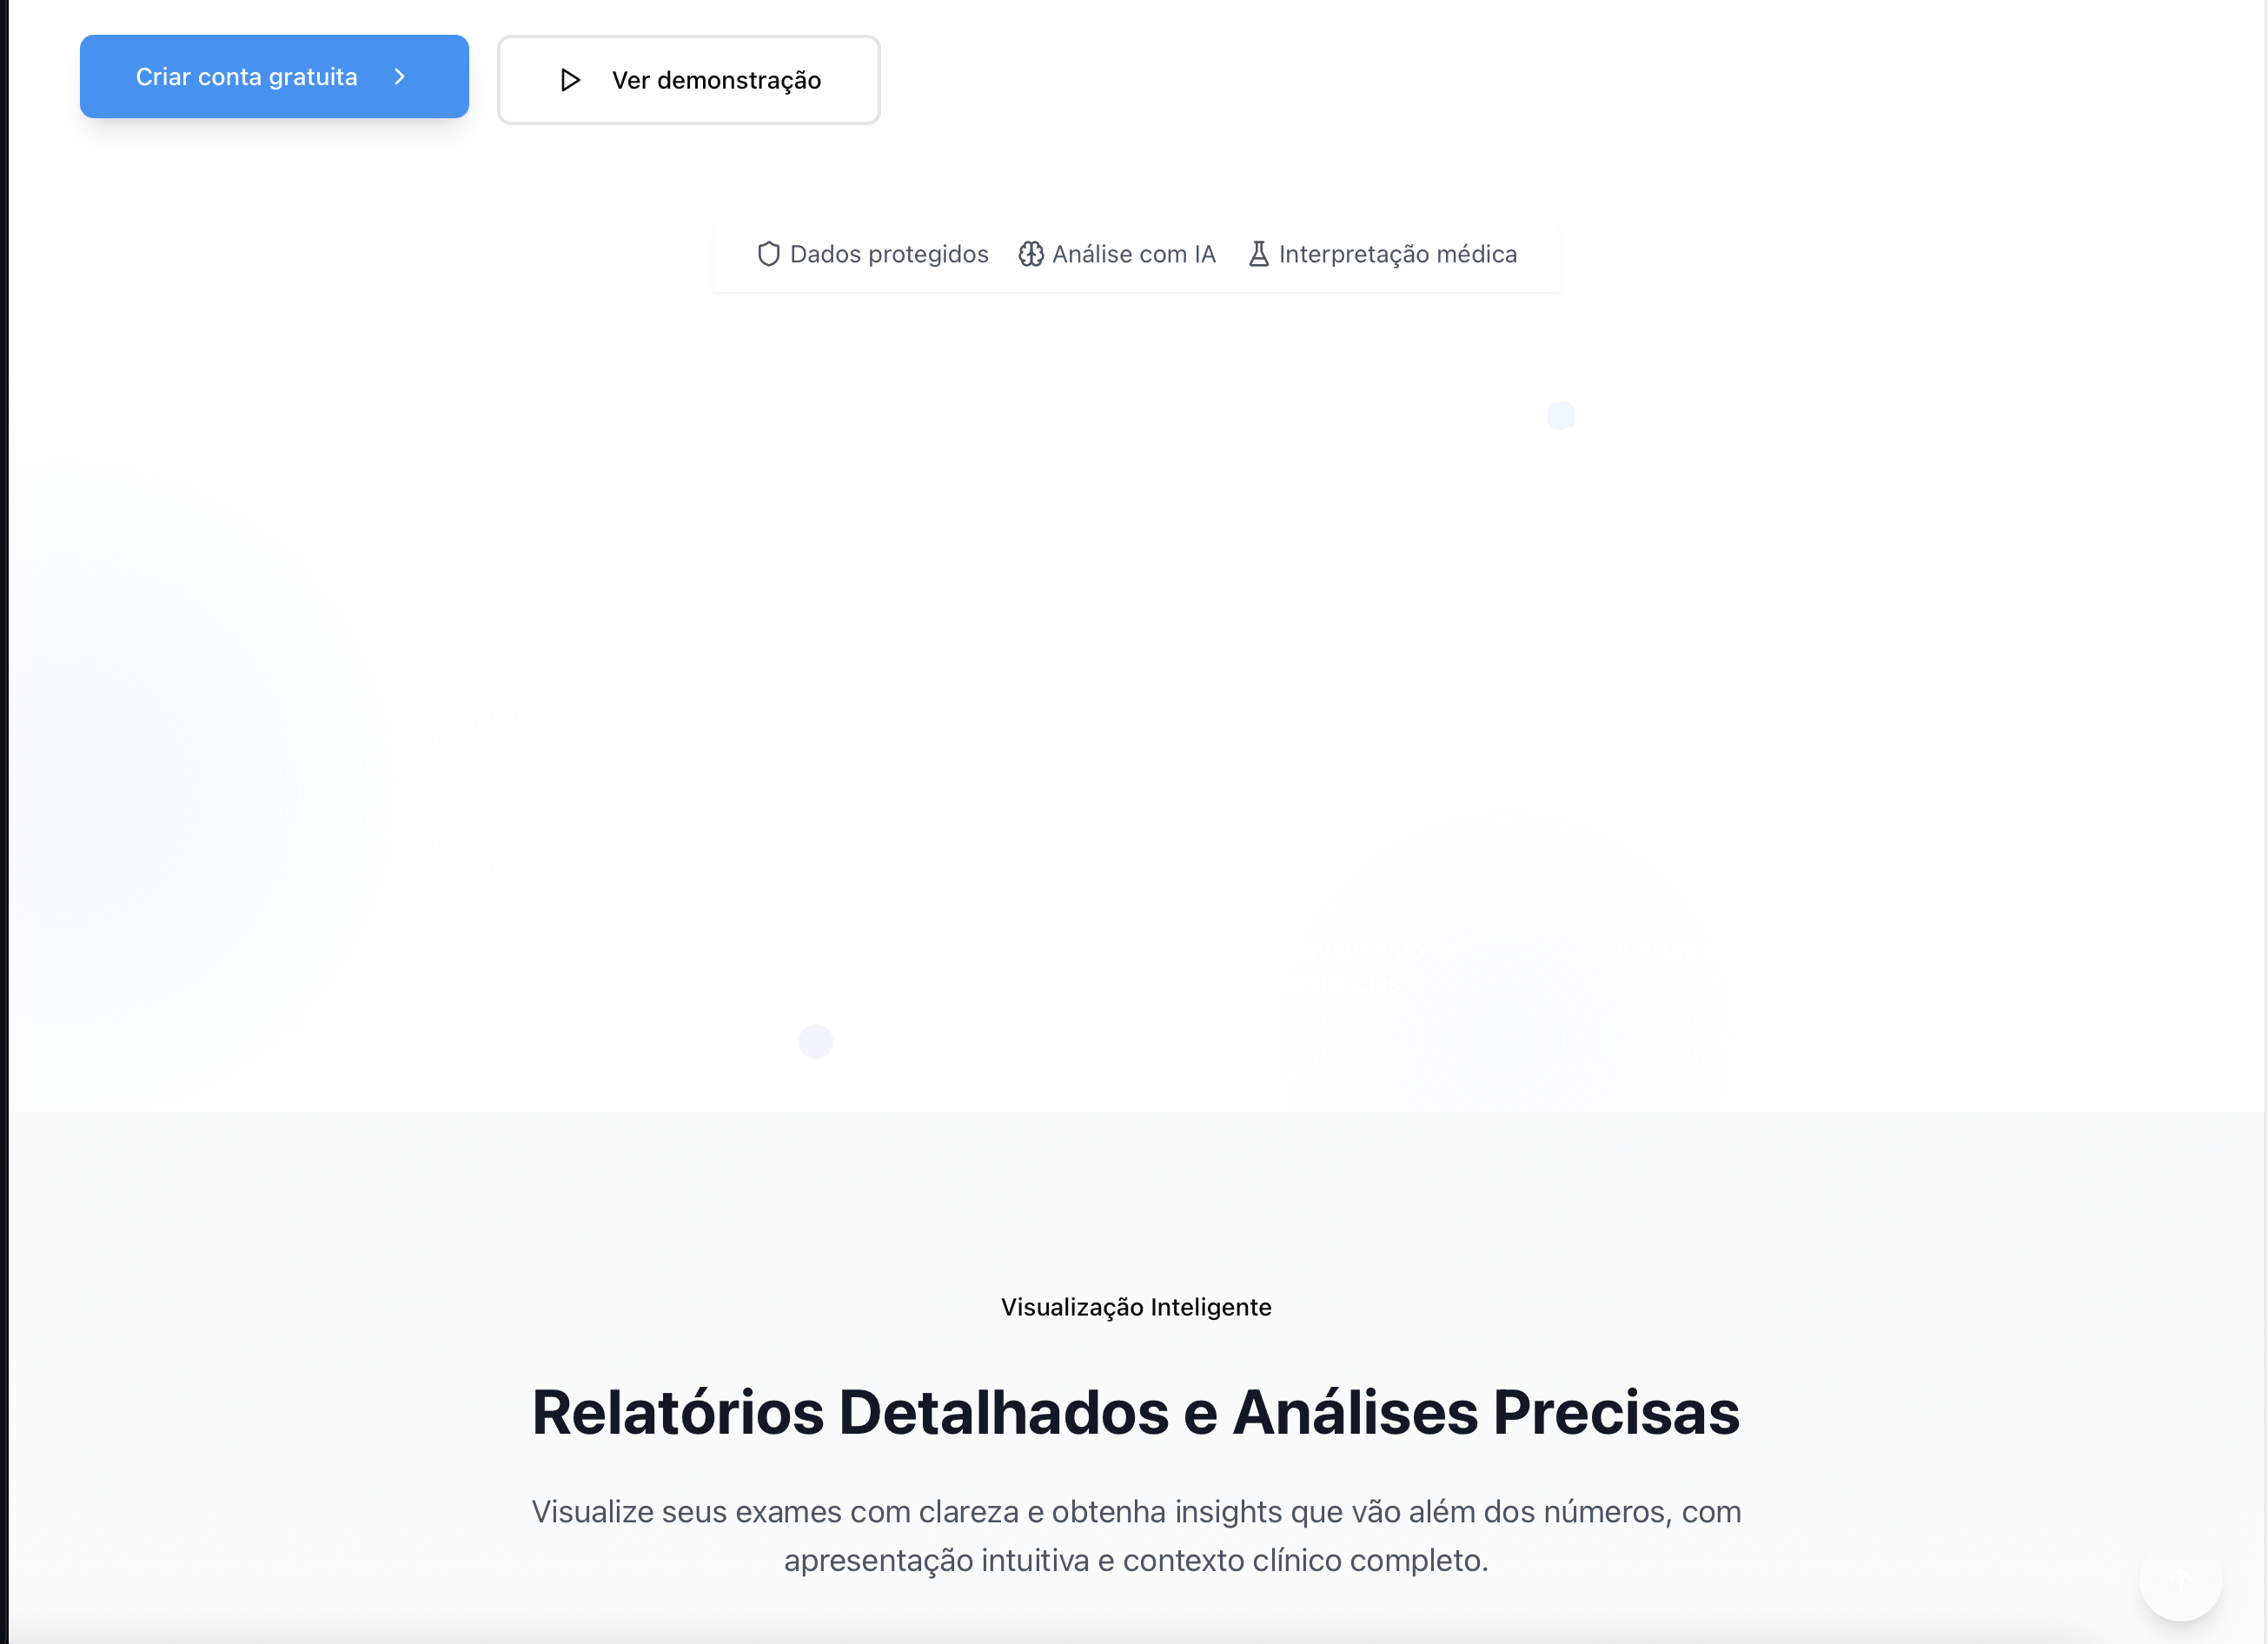 Criar conta gratuita
Ver demonstração
Dados protegidos
Análise com IA
Interpretação médica
Visualização Inteligente
Relatórios Detalhados e Análises Precisas
Visualize seus exames com clareza e obtenha insights que vão além dos números, com
apresentação intuitiva e contexto clínico completo.